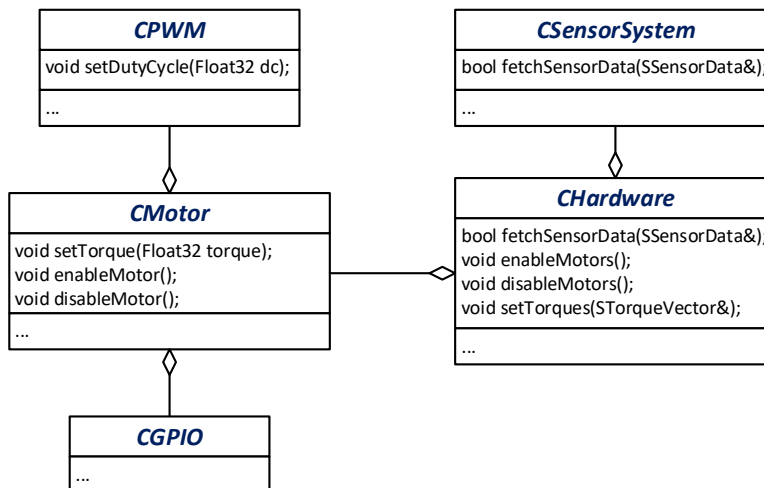 CPWM
void setDutyCycle(Float32 dc);
...
CSensorSystem
bool fetchSensorData(SSensorData&);
...
CMotor
void setTorque(Float32 torque);
void enableMotor();
void disableMotor();
...
CHardware
bool fetchSensorData(SSensorData&);
void enableMotors();
void disableMotors();
void setTorques(STorqueVector&);
...
CGPIO
...